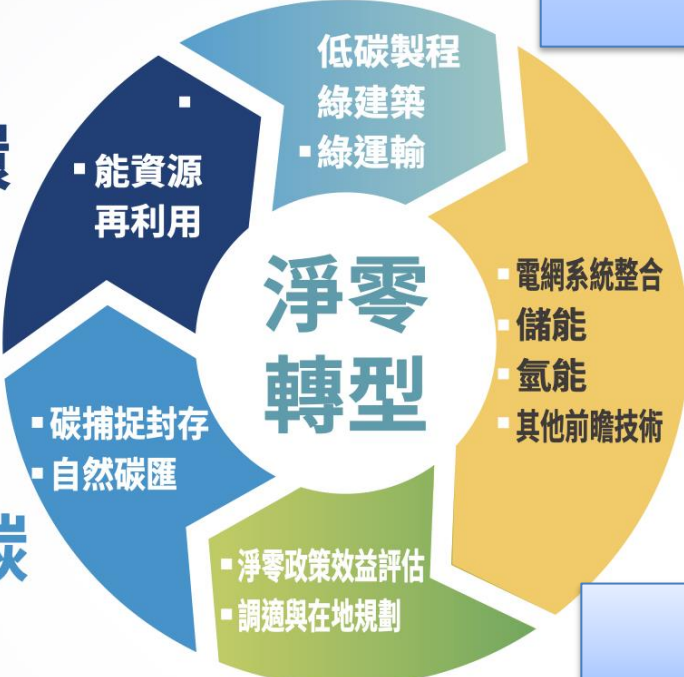 低碳製程
綠建築
▪綠運輸
▪
▪能資源
再利用
淨零
轉型
▪電網系統整合
▪儲能
▪氫能
▪其他前瞻技術
▪碳捕捉封存
▪自然碳匯
碳
▪淨零政策效益評估
▪調適與在地規劃